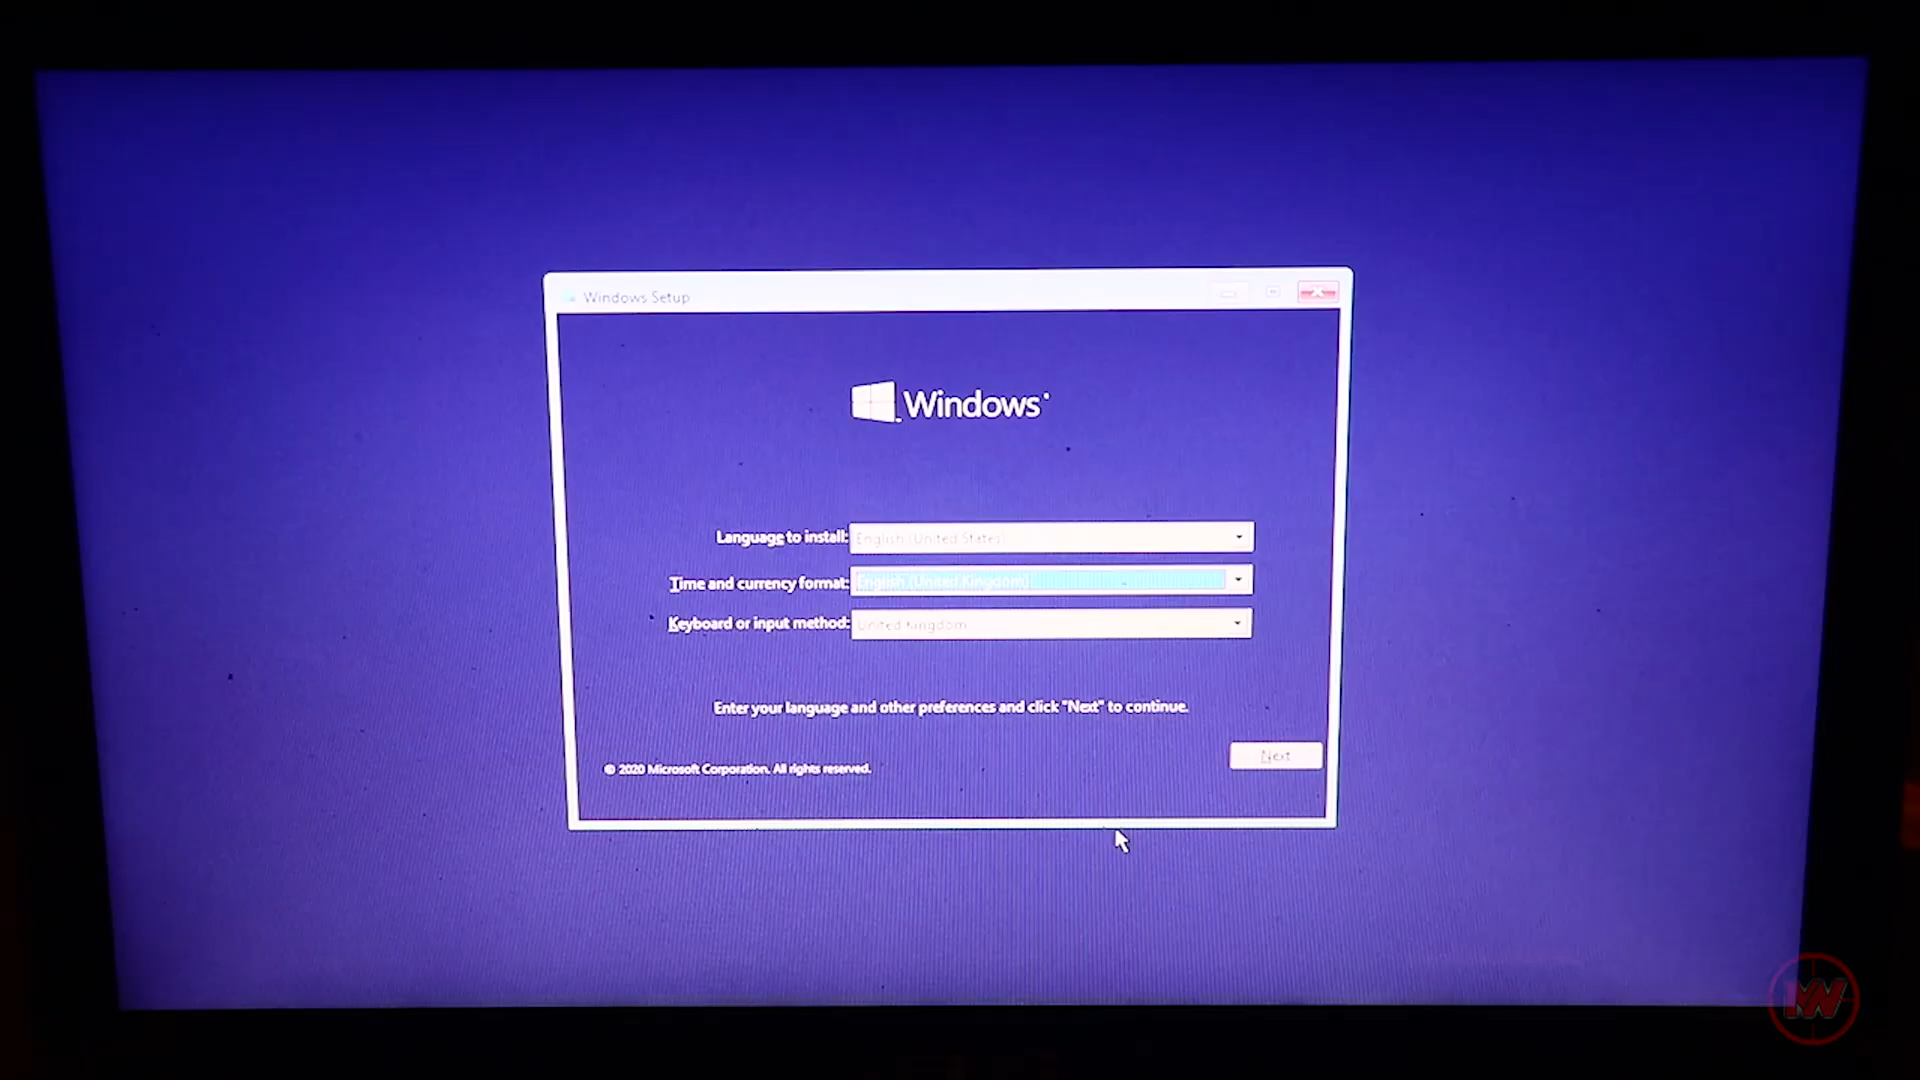 Windows Setup
Windows
Language to install: English (United States)
Time and currency format: English (United Kingdom)
Keyboard or input method: United Kingdom
Enter your language and other preferences and click "Next" to continue.
Next
© 2020 Microsoft Corporation. All rights reserved.